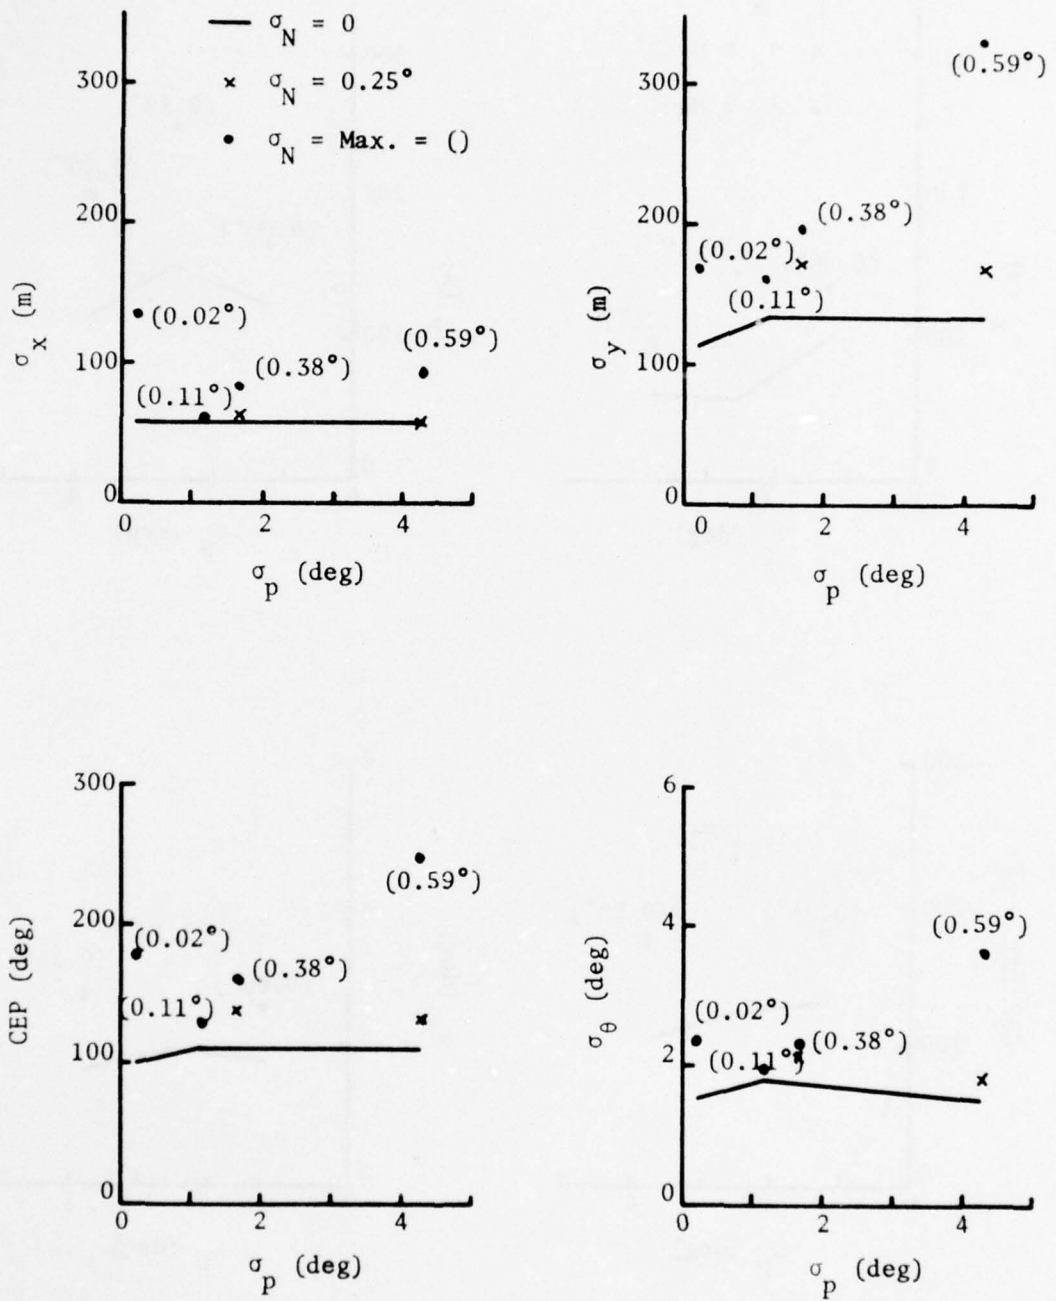 σN = 0
σN = 0.25°
σN = Max. = ()
300
200
100
0
0 2 4
σx (m)
σp (deg)
(0.02°)
(0.11°)
(0.38°)
(0.59°)
300
200
100
0
0 2 4
σy (m)
σp (deg)
(0.59°)
(0.38°)
(0.02°)
(0.11°)
300
200
100
0
0 2 4
CEP (deg)
σp (deg)
(0.59°)
(0.02°)
(0.38°)
(0.11°)
6
4
2
0
0 2 4
σθ (deg)
σp (deg)
(0.59°)
(0.02°)
(0.38°)
(0.11°)